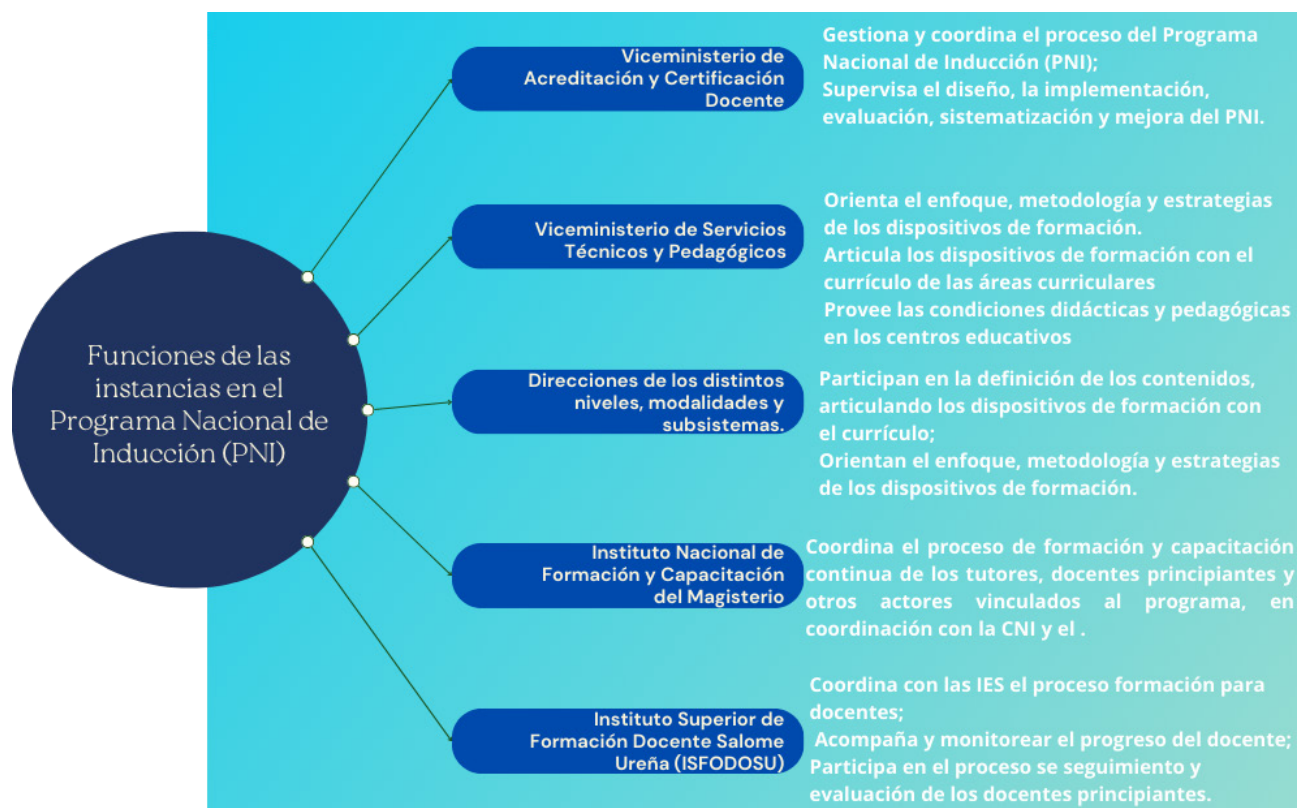 Funciones de las
instancias en el
Programa Nacional de
Inducción (PNI)
Viceministerio de
Acreditación y Certificación
Docente
Gestiona y coordina el proceso del Programa
Nacional de Inducción (PNI);
Supervisa el diseño, la implementación,
evaluación, sistematización y mejora del PNI.
Viceministerio de Servicios
Técnicos y Pedagógicos
Orienta el enfoque, metodología y estrategias
de los dispositivos de formación.
Articula los dispositivos de formación con el
currículo de las áreas curriculares
Provee las condiciones didácticas y pedagógicas
en los centros educativos
Direcciones de los distintos
niveles, modalidades y
subsistemas.
Participan en la definición de los contenidos,
articulando los dispositivos de formación con
el currículo;
Orientan el enfoque, metodología y estrategias
de los dispositivos de formación.
Instituto Nacional de
Formación y Capacitación
del Magisterio
Coordina el proceso de formación y capacitación
continua de los tutores, docentes principiantes y
otros actores vinculados al programa, en
coordinación con la CNI y el .
Instituto Superior de
Formación Docente Salome
Ureña (ISFODOSU)
Coordina con las IES el proceso formación para
docentes;
Acompaña y monitorear el progreso del docente;
Participa en el proceso se seguimiento y
evaluación de los docentes principiantes.